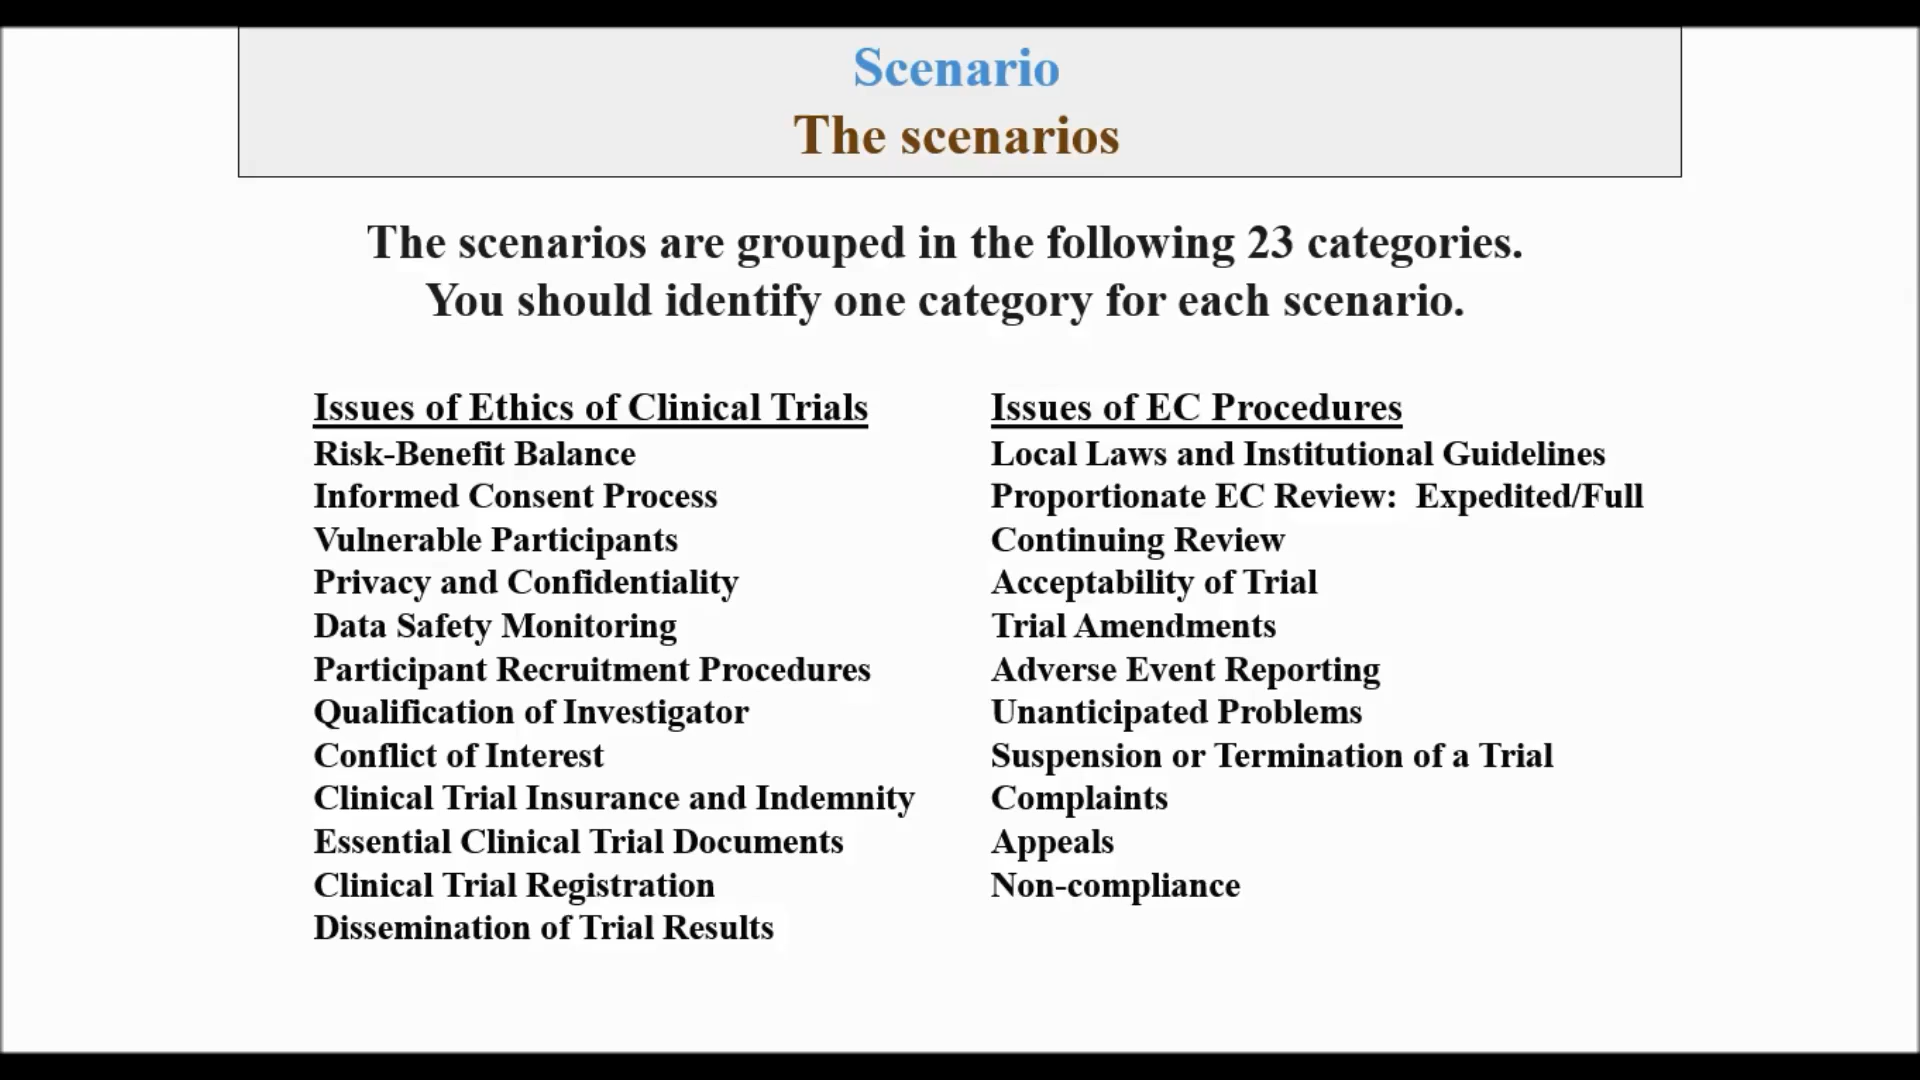 Scenario
The scenarios
The scenarios are grouped in the following 23 categories.
You should identify one category for each scenario.
Issues of Ethics of Clinical Trials
Risk-Benefit Balance
Informed Consent Process
Vulnerable Participants
Privacy and Confidentiality
Data Safety Monitoring
Participant Recruitment Procedures
Qualification of Investigator
Conflict of Interest
Clinical Trial Insurance and Indemnity
Essential Clinical Trial Documents
Clinical Trial Registration
Dissemination of Trial Results
Issues of EC Procedures
Local Laws and Institutional Guidelines
Proportionate EC Review:  Expedited/Full
Continuing Review
Acceptability of Trial
Trial Amendments
Adverse Event Reporting
Unanticipated Problems
Suspension or Termination of a Trial
Complaints
Appeals
Non-compliance